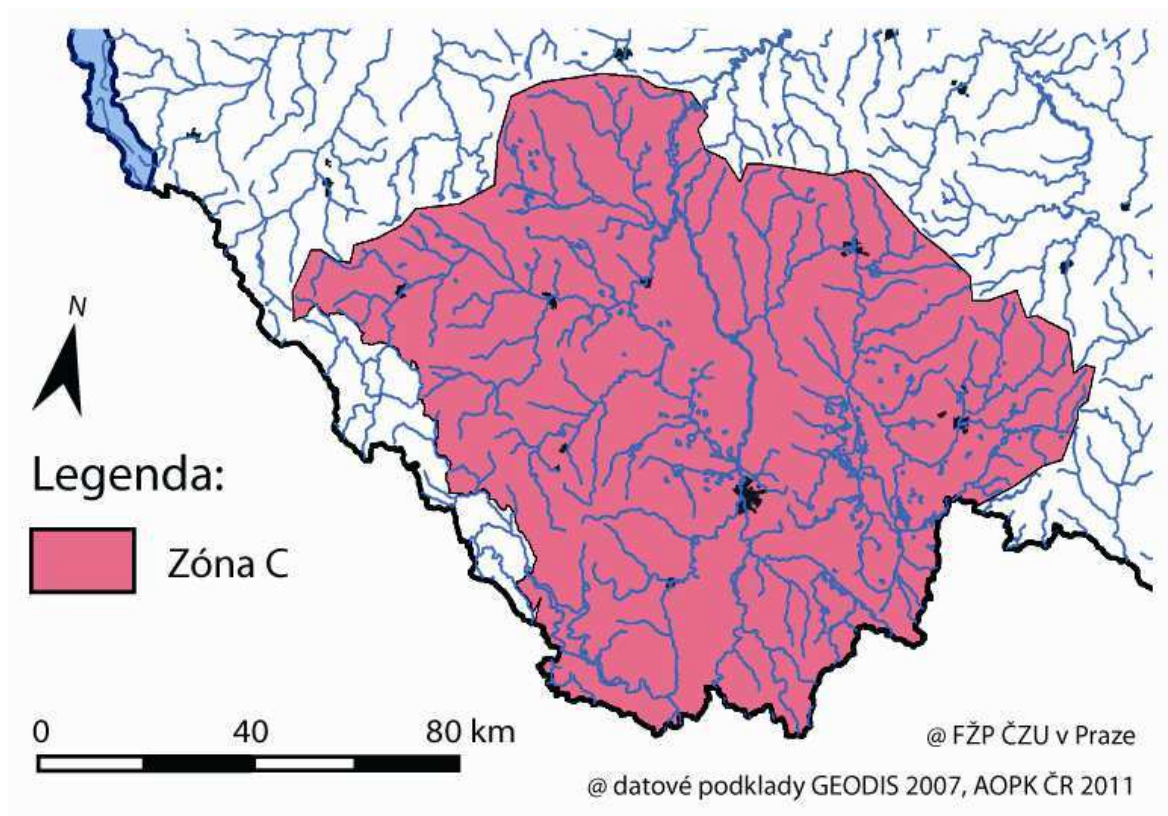 N
Legenda:
Zóna C
0 40 80 km
@ FŽP ČZU v Praze
@ datové podklady GEODIS 2007, AOPK ČR 2011